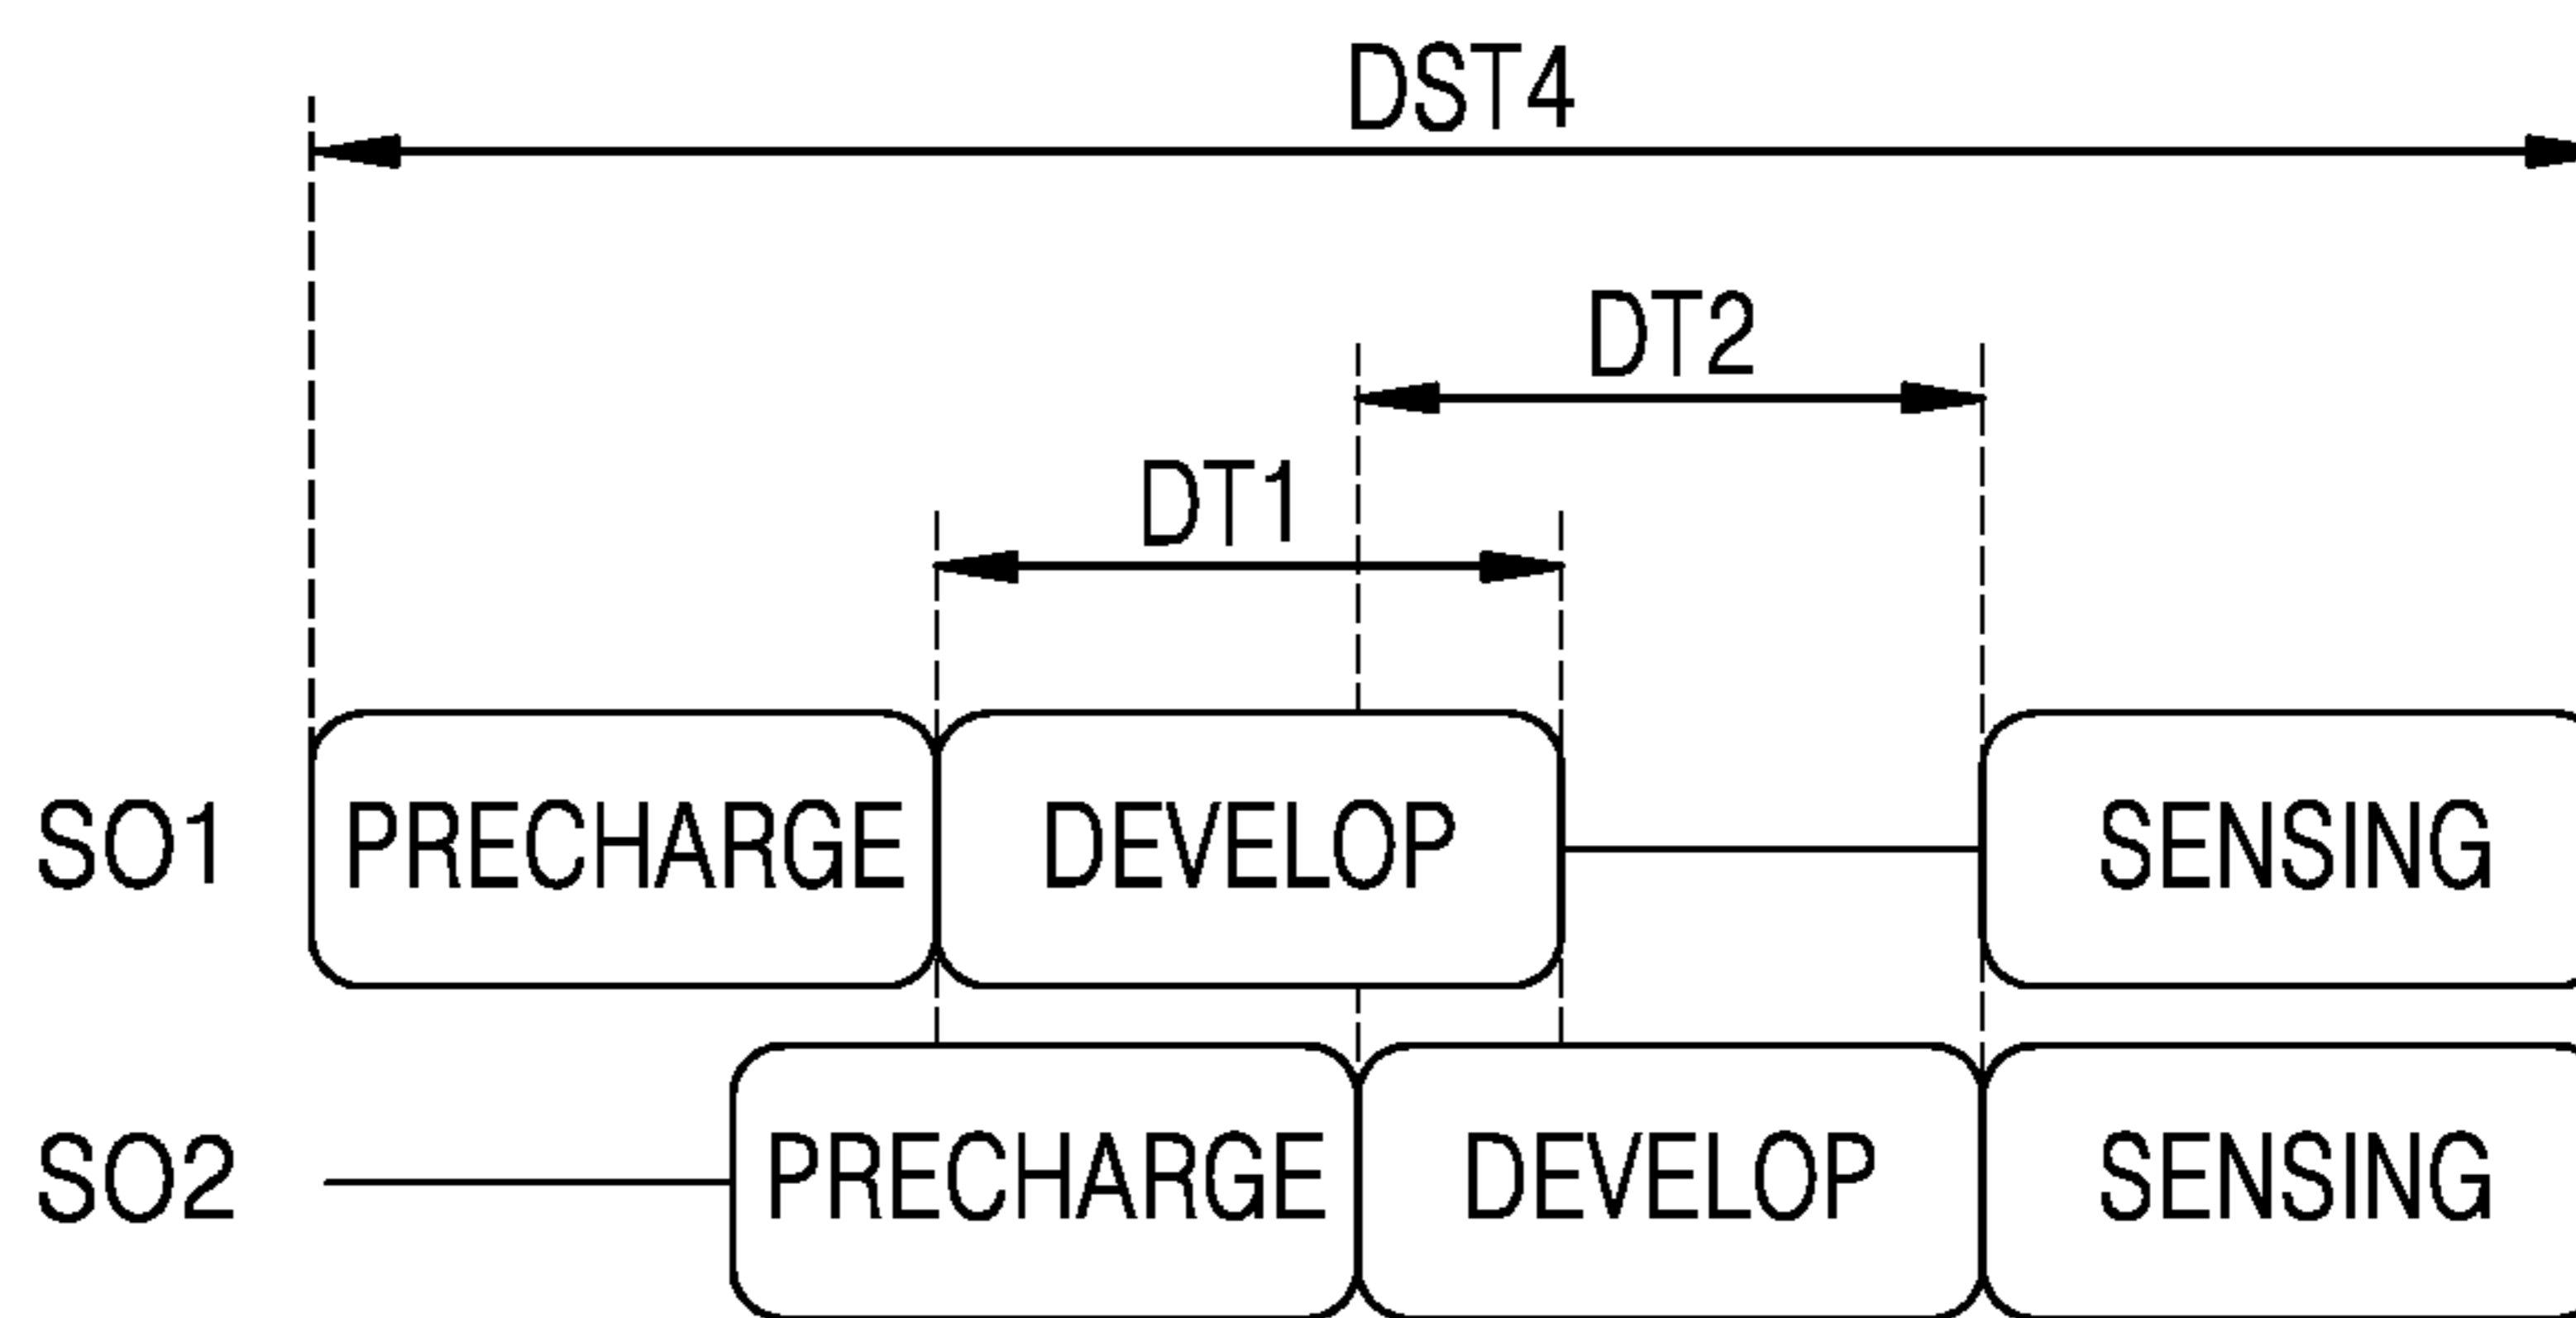 DST4
DT2
DT1
SO1 PRECHARGE DEVELOP SENSING
SO2 PRECHARGE DEVELOP SENSING